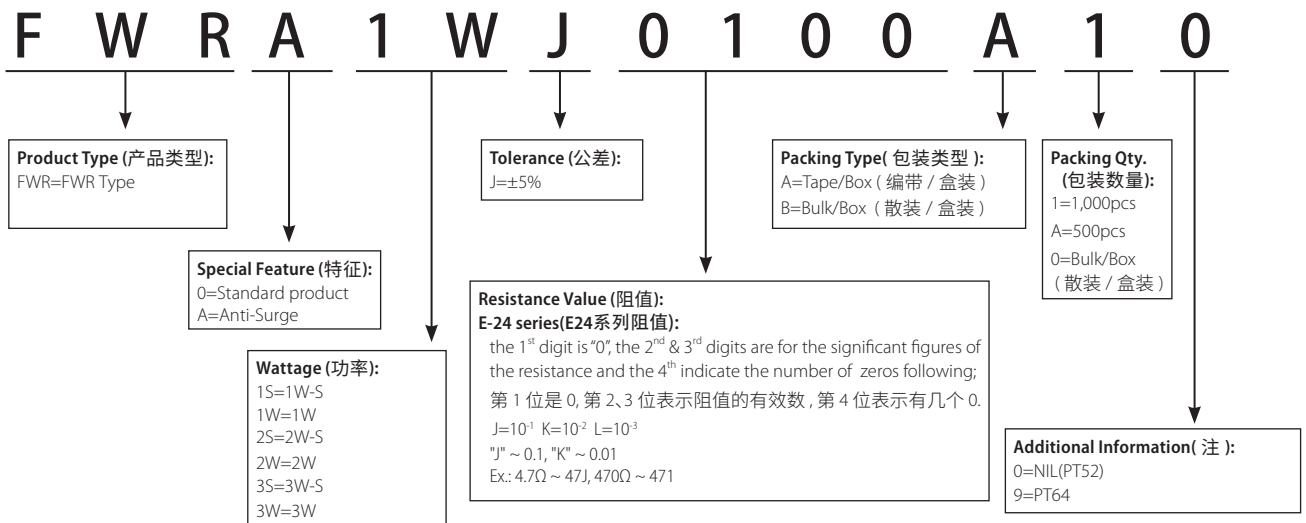 F W R A 1 W J 0 1 0 0 A 1 0
Product Type (产品类型):
FWR=FWR Type
Special Feature (特征):
0=Standard product
A=Anti-Surge
Wattage (功率):
1S=1W-S
1W=1W
2S=2W-S
2W=2W
3S=3W-S
3W=3W
Tolerance (公差):
J=±5%
Resistance Value (阻值):
E-24 series(E24系列阻值):
the 1st digit is “0”, the 2nd & 3rd digits are for the significant figures of
the resistance and the 4th indicate the number of zeros following;
第 1 位是 0, 第 2、3 位表示阻值的有效数 , 第 4 位表示有几个 0.
J=10-1 K=10-2 L=10-3
"J" ~ 0.1, "K" ~ 0.01
Ex.: 4.7Ω ~ 47J, 470Ω ~ 471
Packing Type( 包装类型 ):
A=Tape/Box ( 编带 / 盒装 )
B=Bulk/Box ( 散装 / 盒装 )
Packing Qty.
(包装数量):
1=1,000pcs
A=500pcs
0=Bulk/Box
( 散装 / 盒装 )
Additional Information( 注 ):
0=NIL(PT52)
9=PT64